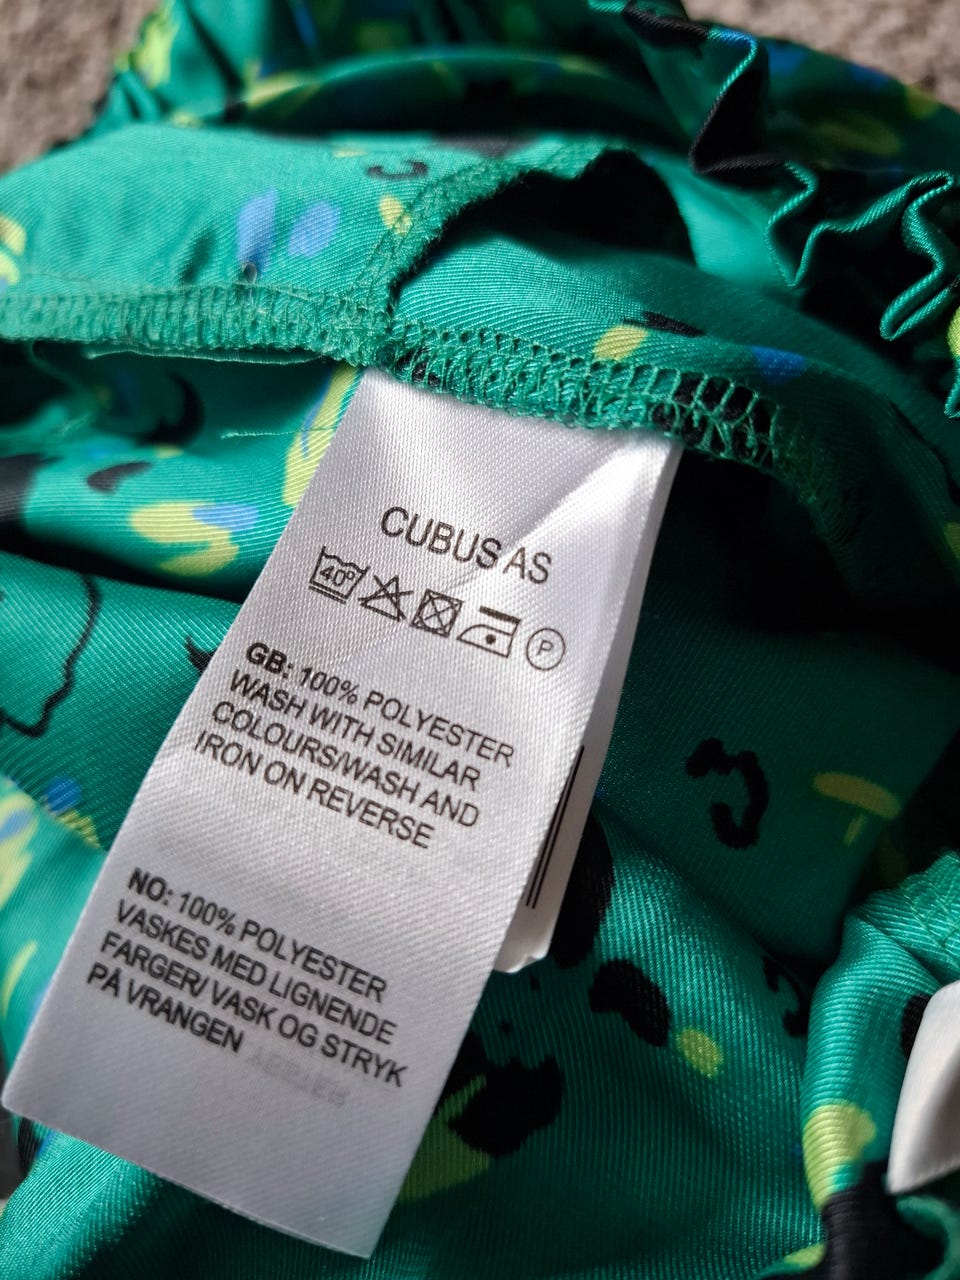 CUBUS AS
40°
P
GB: 100% POLYESTER
WASH WITH SIMILAR
COLOURS/WASH AND
IRON ON REVERSE
NO: 100% POLYESTER
VASKES MED LIGNENDE
FARGER/ VASK OG STRYK
PÅ VRANGEN